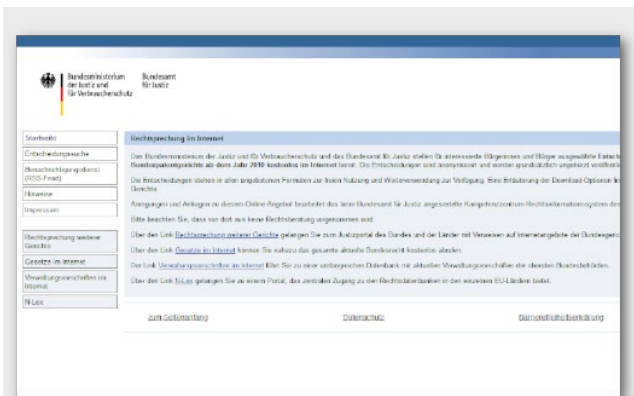 Bundesministerium
der Justiz und
für Verbraucherschutz
Bundesamt
für Justiz
Startseite
Entscheidungssuche
Benachrichtigungsdienst
(RSS-Feed)
Hinweise
Impressum
Rechtsprechung weiterer
Gerichte
Gesetze im Internet
Verwaltungsvorschriften im
Internet
N-Lex
Rechtsprechung im Internet
Das Bundesministerium der Justiz und für Verbraucherschutz und das Bundesamt für Justiz stellen für interessierte Bürgerinnen und Bürger ausgewählte
Bundespatentgerichts ab dem Jahr 2010 kostenlos im Internet bereit. Die Entscheidungen sind anonymisiert und werden grundsätzlich ungekürzt
Die Entscheidungen stehen in allen angebotenen Formaten zur freien Nutzung und Weiterverwendung zur Verfügung. Eine Erläuterung der Download-Optionen
Gerichte.
Anregungen und Anfragen zu diesem Online-Angebot bearbeitet das beim Bundesamt für Justiz angesiedelte Kompetenzzentrum Rechtsinformationssystem des
Bitte beachten Sie, dass von dort aus keine Rechtsberatung vorgenommen wird.
Über den Link Rechtsprechung weiterer Gerichte gelangen Sie zum Justizportal des Bundes und der Länder mit Verweisen auf Internetangebote der
Über den Link Gesetze im Internet können Sie nahezu das gesamte aktuelle Bundesrecht kostenlos abrufen.
Der Link Verwaltungsvorschriften im Internet führt Sie zu einer umfangreichen Datenbank mit aktuellen Verwaltungsvorschriften der obersten Bundesbehörden.
Über den Link N-Lex gelangen Sie zu einem Portal, das zentralen Zugang zu den Rechtsdatenbanken in den einzelnen EU-Ländern bietet.
zum Seitenanfang
Datenschutz
Barrierefreiheitserklärung